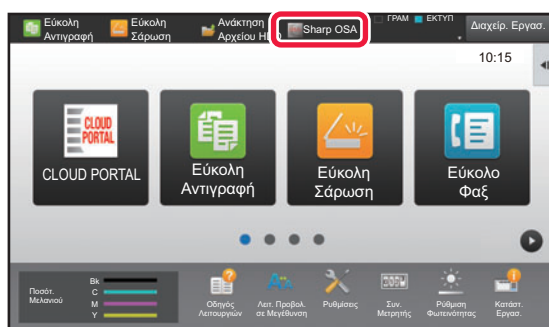 Εύκολη Αντιγραφή
Εύκολη Σάρωση
Ανάκτηση Αρχείου HDD
Sharp OSA
ΓΡΑΜ
ΕΚΤΥΠ
Διαχείρ. Εργασ.
10:15
CLOUD PORTAL
CLOUD PORTAL
Εύκολη
Αντιγραφή
Εύκολη
Σάρωση
Εύκολο
Φαξ
Ποσότ.
Μελανιού
Bk
C
M
Y
Οδηγός
Λειτουργιών
Λειτ. Προβολ.
σε Μεγέθυνση
Ρυθμίσεις
Συν.
Μετρητής
Ρύθμιση
Φωτεινότητας
Κατάστ.
Εργασ.